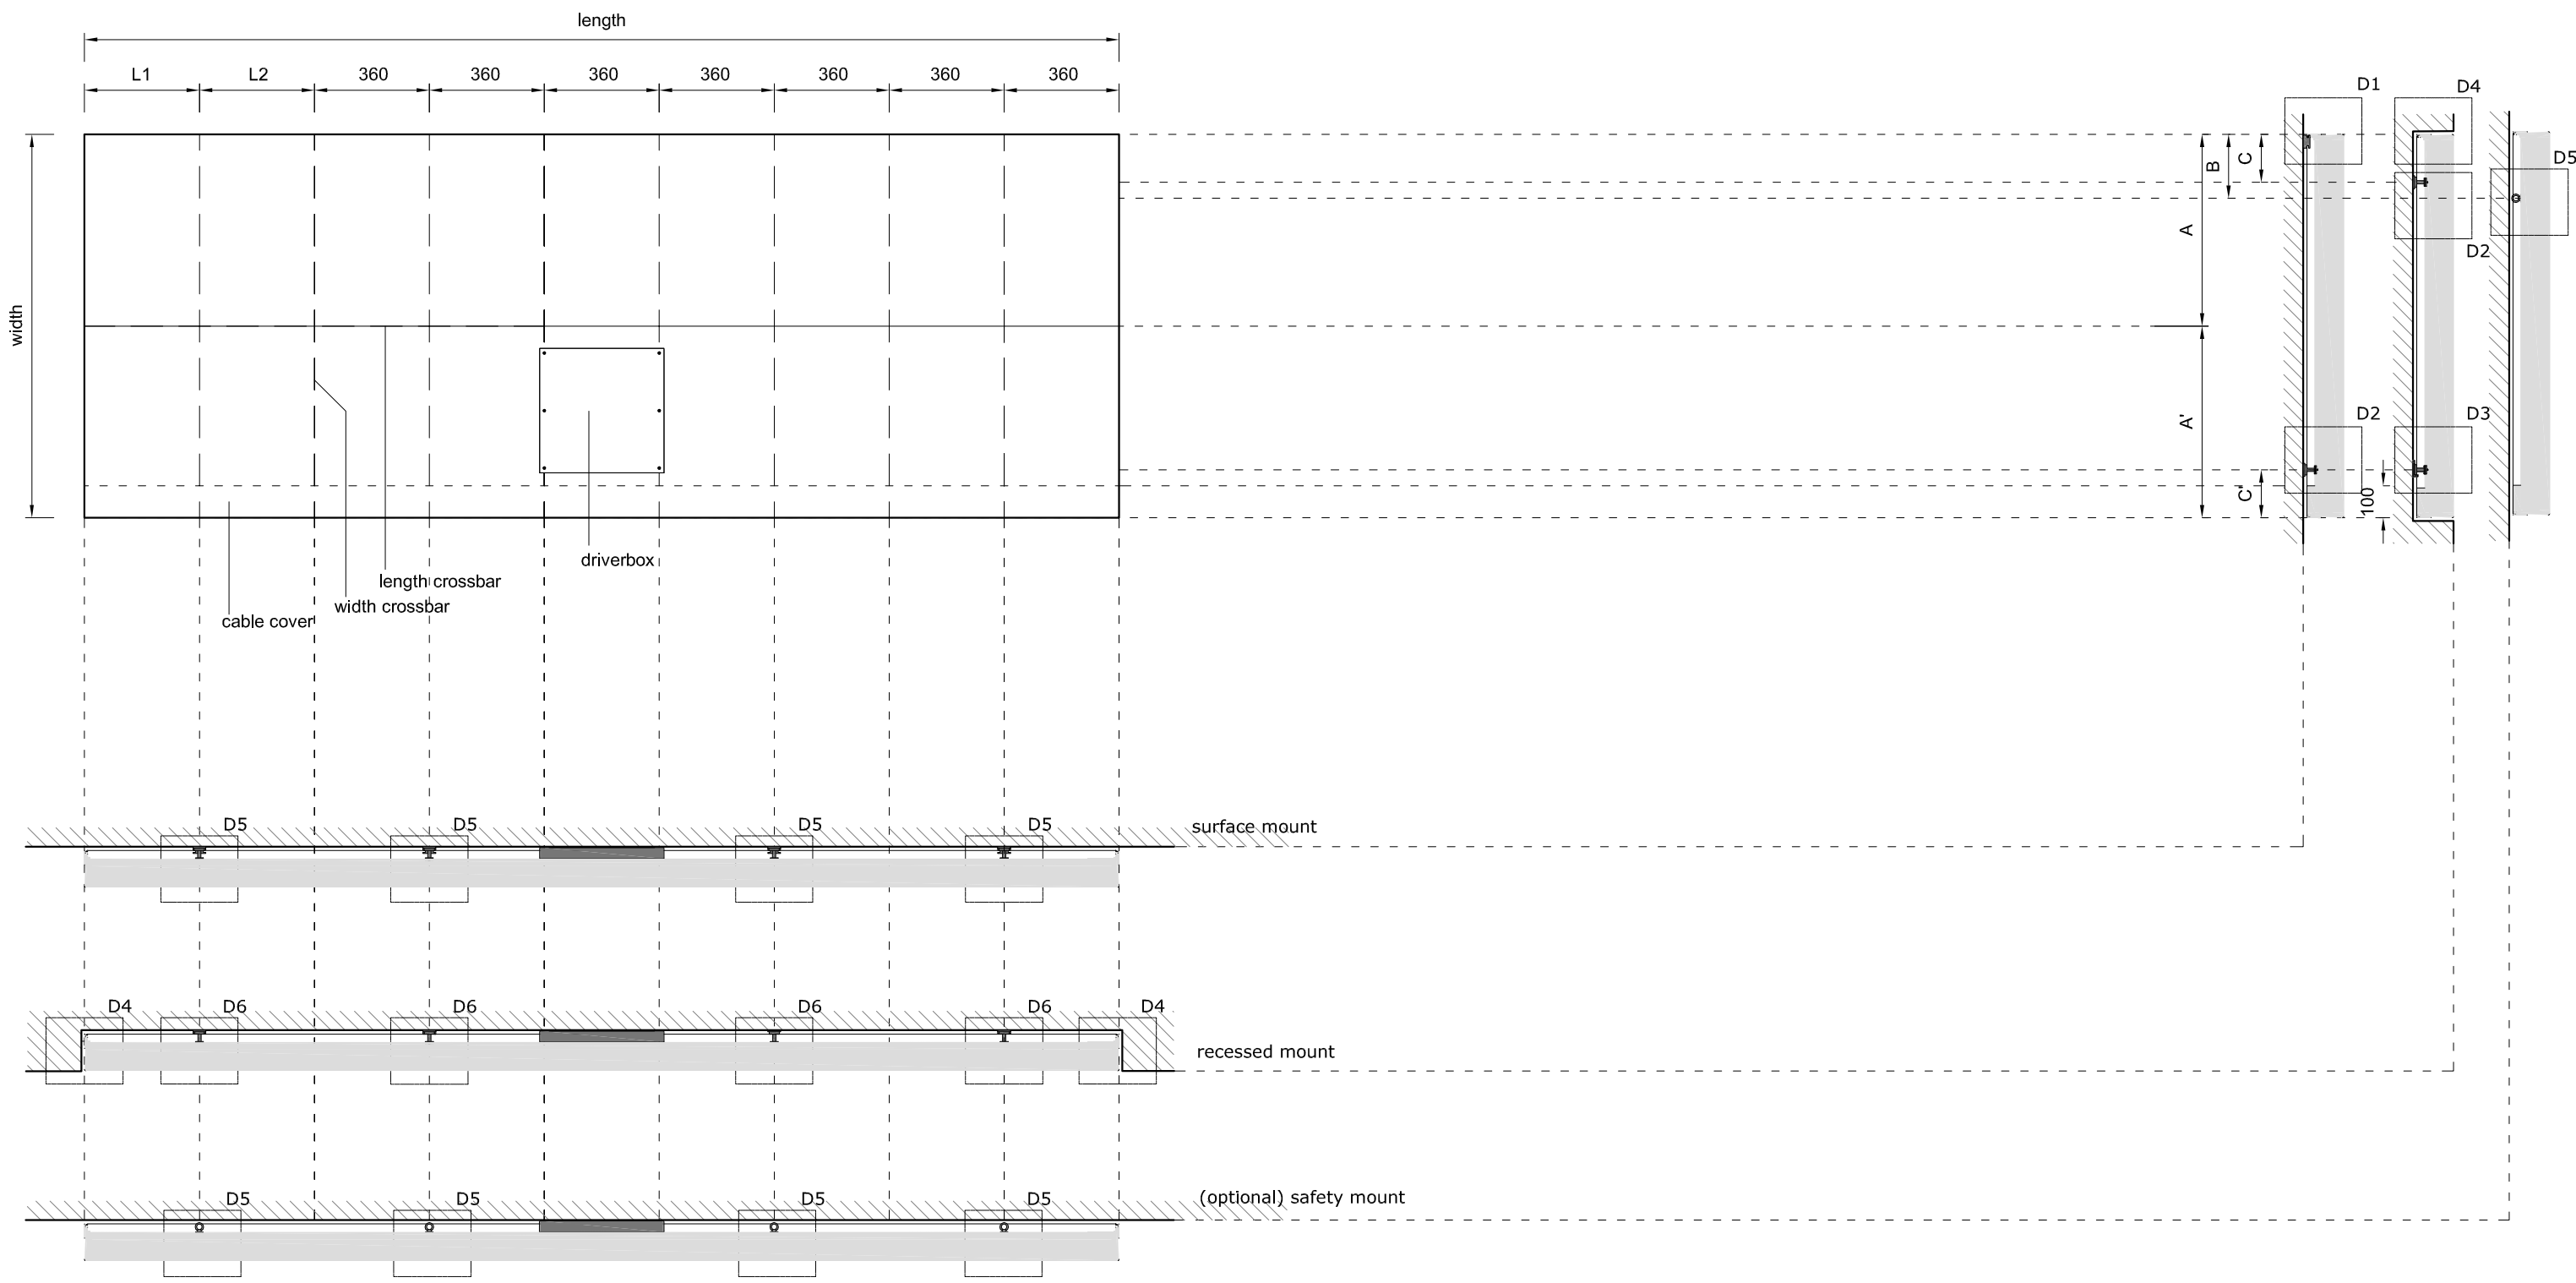 length
L1 L2 360 360 360 360 360 360 360
D1 D4
D5
B C
A
D2
width
A'
D2 D3
C'
100
driverbox
length crossbar
width crossbar
cable cover
D5 D5 D5 D5 surface mount
D4 D6 D6 D6 D6 D4
recessed mount
D5 D5 D5 D5 (optional) safety mount